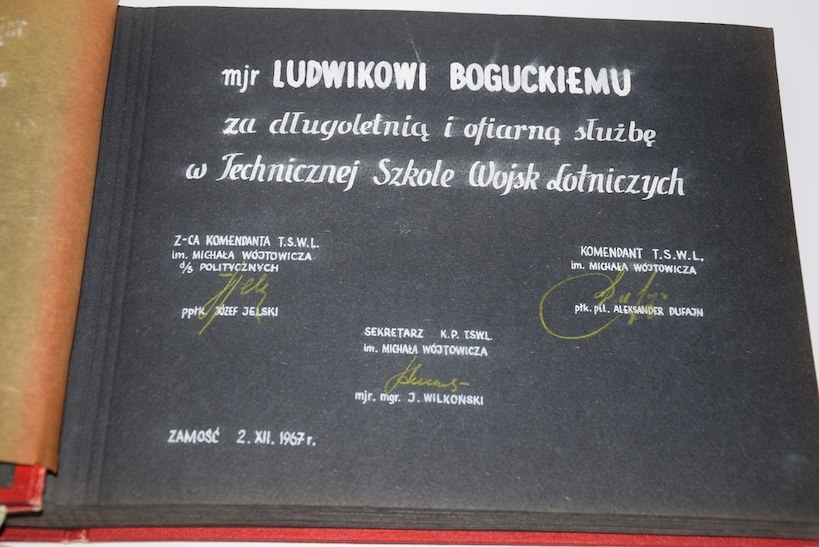 mjr LUDWIKOWI BOGUCKIEMU
za długoletnią i ofiarną służbę
w Technicznej Szkole Wojsk Lotniczych
Z-CA KOMENDANTA T.S.W.L.
im. MICHAŁA WÓJTOWICZA
d/s POLITYCZNYCH
ppłk. JÓZEF JELSKI
KOMENDANT T.S.W.L.
im. MICHAŁA WÓJTOWICZA
płk. pil. ALEKSANDER DUFAJN
SEKRETARZ K.P. T.S.W.L.
im. MICHAŁA WÓJTOWICZA
mjr. mgr. J. WILKOŃSKI
ZAMOŚĆ 2. XII. 1967 r.